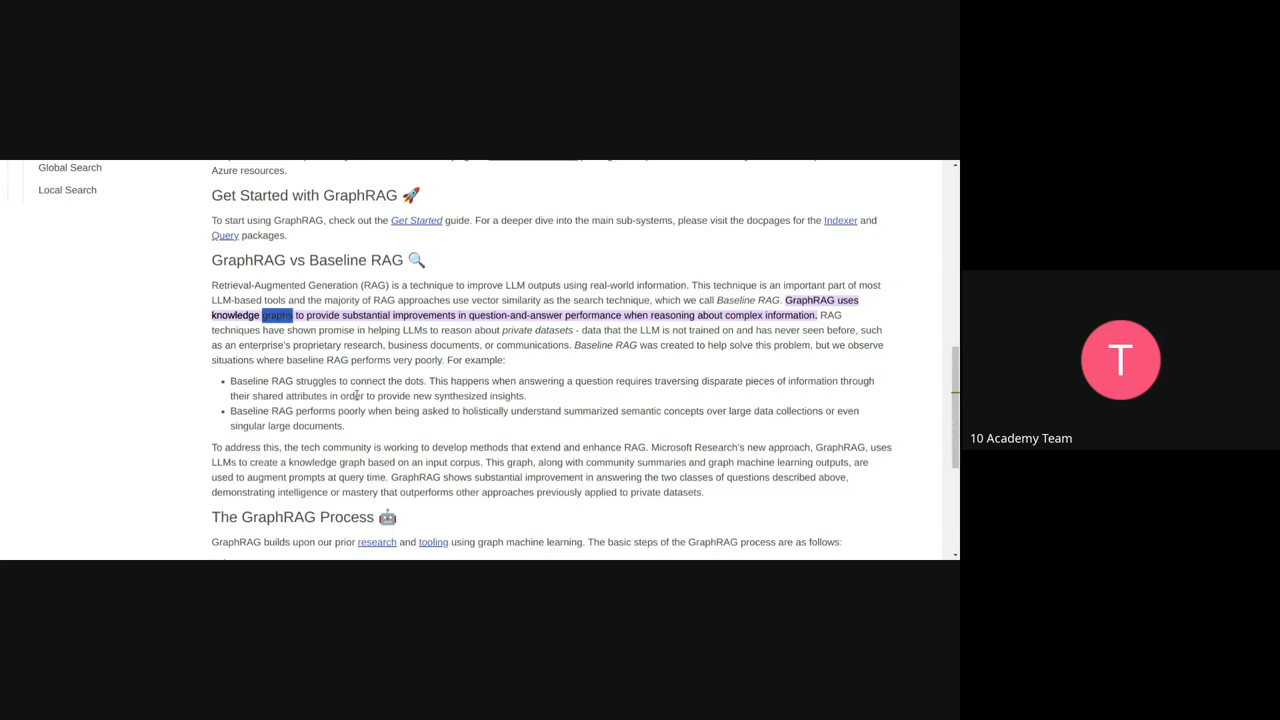 Global Search
Local Search
Azure resources.
Get Started with GraphRAG 🚀
To start using GraphRAG, check out the Get Started guide. For a deeper dive into the main sub-systems, please visit the docpages for the Indexer and
Query packages.
GraphRAG vs Baseline RAG 🔍
Retrieval-Augmented Generation (RAG) is a technique to improve LLM outputs using real-world information. This technique is an important part of most
LLM-based tools and the majority of RAG approaches use vector similarity as the search technique, which we call Baseline RAG. GraphRAG uses
knowledge graphs to provide substantial improvements in question-and-answer performance when reasoning about complex information. RAG
techniques have shown promise in helping LLMs to reason about private datasets - data that the LLM is not trained on and has never seen before, such
as an enterprise's proprietary research, business documents, or communications. Baseline RAG was created to help solve this problem, but we observe
situations where baseline RAG performs very poorly. For example:
• Baseline RAG struggles to connect the dots. This happens when answering a question requires traversing disparate pieces of information through
their shared attributes in order to provide new synthesized insights.
• Baseline RAG performs poorly when being asked to holistically understand summarized semantic concepts over large data collections or even
singular large documents.
To address this, the tech community is working to develop methods that extend and enhance RAG. Microsoft Research's new approach, GraphRAG, uses
LLMs to create a knowledge graph based on an input corpus. This graph, along with community summaries and graph machine learning outputs, are
used to augment prompts at query time. GraphRAG shows substantial improvement in answering the two classes of questions described above,
demonstrating intelligence or mastery that outperforms other approaches previously applied to private datasets.
The GraphRAG Process 🤖
GraphRAG builds upon our prior research and tooling using graph machine learning. The basic steps of the GraphRAG process are as follows:
T
10 Academy Team